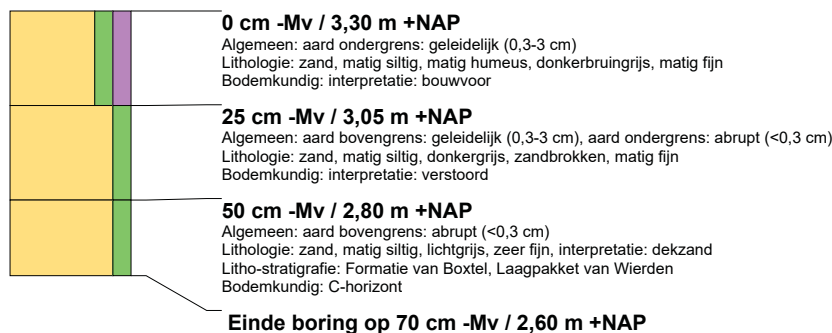 0 cm -Mv / 3,30 m +NAP
Algemeen: aard ondergrens: geleidelijk (0,3-3 cm)
Lithologie: zand, matig siltig, matig humeus, donkerbruingrijs, matig fijn
Bodemkundig: interpretatie: bouwvoor
25 cm -Mv / 3,05 m +NAP
Algemeen: aard bovengrens: geleidelijk (0,3-3 cm), aard ondergrens: abrupt (<0,3 cm)
Lithologie: zand, matig siltig, donkergrijs, zandbrokken, matig fijn
Bodemkundig: interpretatie: verstoord
50 cm -Mv / 2,80 m +NAP
Algemeen: aard bovengrens: abrupt (<0,3 cm)
Lithologie: zand, matig siltig, lichtgrijs, zeer fijn, interpretatie: dekzand
Litho-stratigrafie: Formatie van Boxtel, Laagpakket van Wierden
Bodemkundig: C-horizont
Einde boring op 70 cm -Mv / 2,60 m +NAP